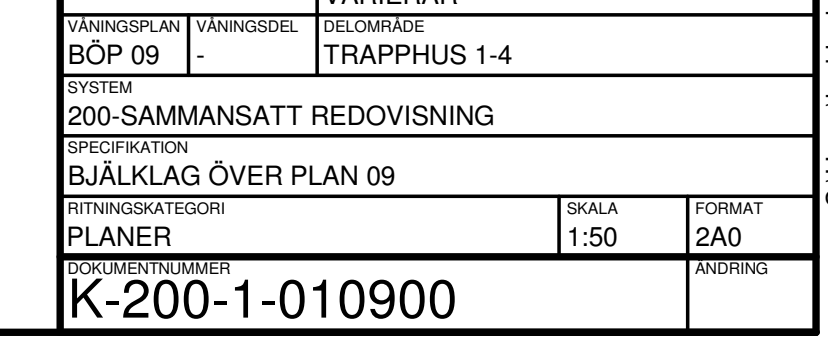 VARIERAR
VÅNINGSPLAN VÅNINGSDEL DELOMRÅDE
BÖP 09 - TRAPPHUS 1-4
SYSTEM
200-SAMMANSATT REDOVISNING
SPECIFIKATION
BJÄLKLAG ÖVER PLAN 09
RITNINGSKATEGORI SKALA FORMAT
PLANER 1:50 2A0
DOKUMENTNUMMER ÄNDRING
K-200-1-010900